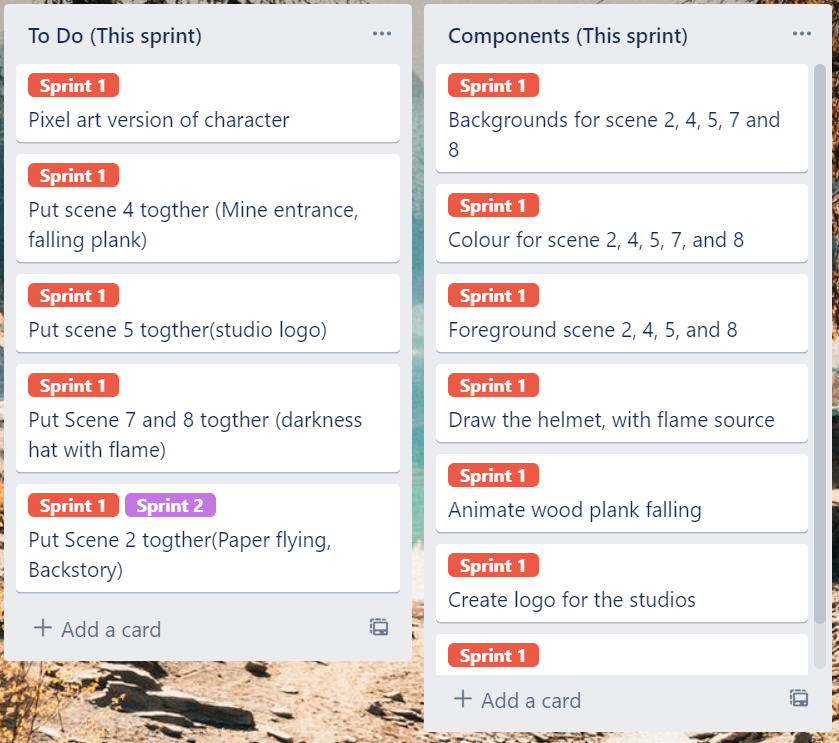 To Do (This sprint)
Sprint 1
Pixel art version of character
Sprint 1
Put scene 4 togther (Mine entrance,
falling plank)
Sprint 1
Put scene 5 togther(studio logo)
Sprint 1
Put Scene 7 and 8 togther (darkness
hat with flame)
Sprint 1 Sprint 2
Put Scene 2 togther(Paper flying,
Backstory)
Add a card
Components (This sprint)
Sprint 1
Backgrounds for scene 2, 4, 5, 7 and
8
Sprint 1
Colour for scene 2, 4, 5, 7, and 8
Sprint 1
Foreground scene 2, 4, 5, and 8
Sprint 1
Draw the helmet, with flame source
Sprint 1
Animate wood plank falling
Sprint 1
Create logo for the studios
Sprint 1
Add a card